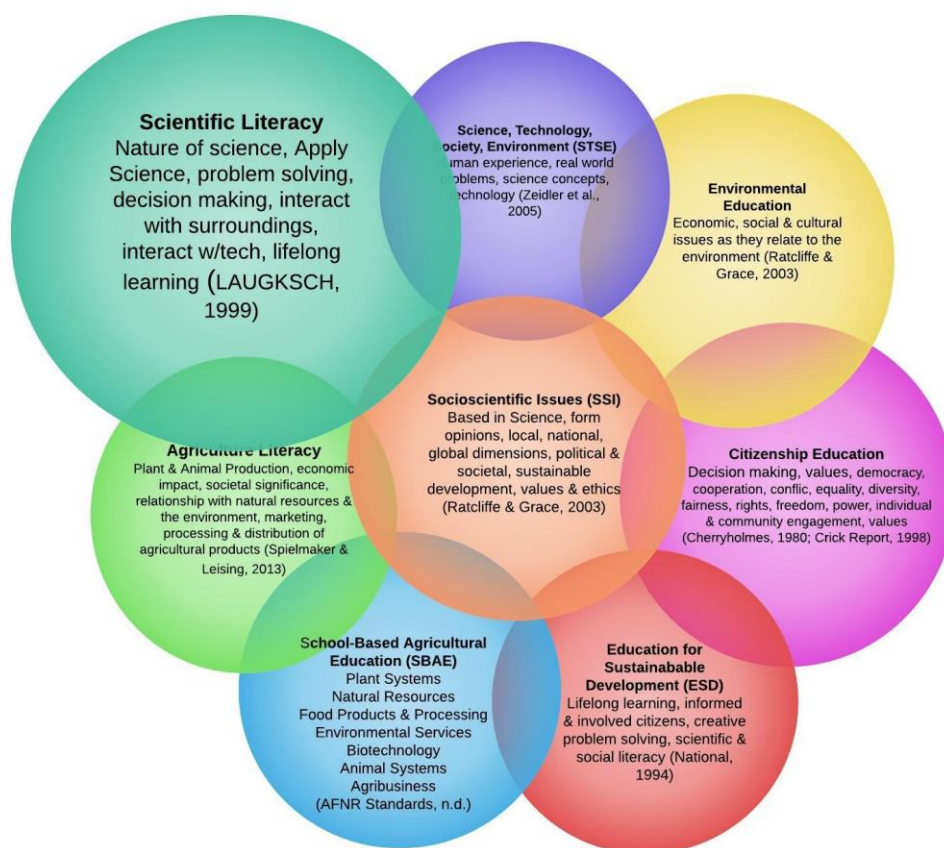 Scientific Literacy
Nature of science, Apply
Science, problem solving,
decision making, interact
with surroundings,
interact w/tech, lifelong
learning (LAUGKSCH,
1999)
Science, Technology,
Society, Environment (STSE)
Human experience, real world
problems, science concepts,
technology (Zeidler et al.,
2005)
Environmental
Education
Economic, social & cultural
issues as they relate to the
environment (Ratcliffe &
Grace, 2003)
Socioscientific Issues (SSI)
Based in Science, form
opinions, local, national,
global dimensions, political &
societal, sustainable
development, values & ethics
(Ratcliffe & Grace, 2003)
Agriculture Literacy
Plant & Animal Production, economic
impact, societal significance,
relationship with natural resources &
the environment, marketing,
processing & distribution of
agricultural products (Spielmaker &
Leising, 2013)
Citizenship Education
Decision making, values, democracy,
cooperation, conflic, equality, diversity,
fairness, rights, freedom, power, individual
& community engagement, values
(Cherryholmes, 1980; Crick Report, 1998)
School-Based Agricultural
Education (SBAE)
Plant Systems
Natural Resources
Food Products & Processing
Environmental Services
Biotechnology
Animal Systems
Agribusiness
(AFNR Standards, n.d.)
Education for
Sustainabable
Development (ESD)
Lifelong learning, informed
& involved citizens, creative
problem solving, scientific &
social literacy (National,
1994)